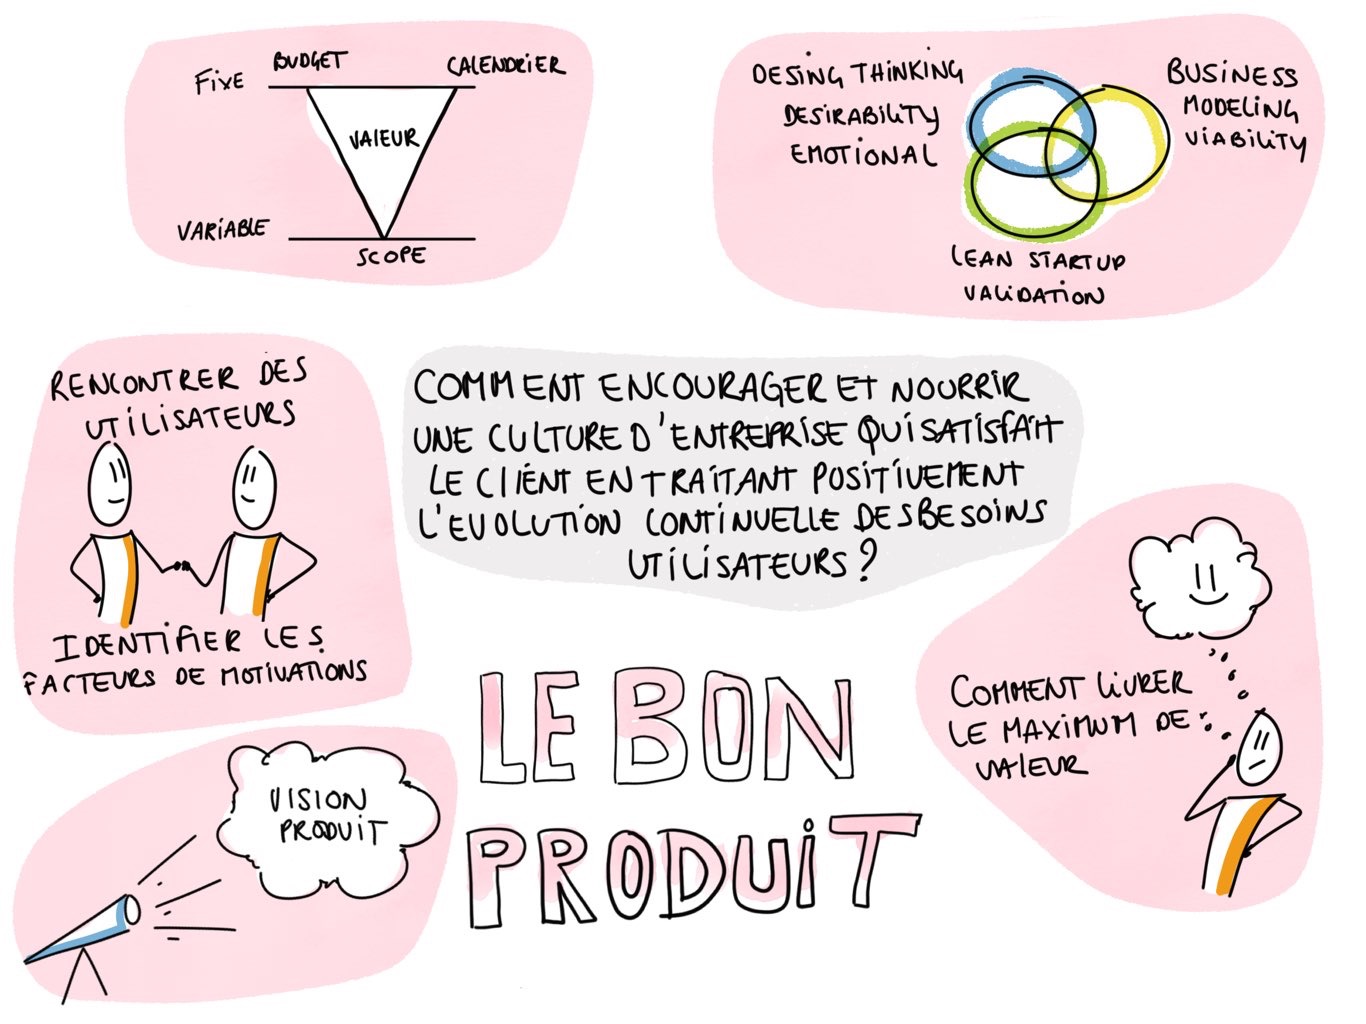 BUDGET
CALENDRIER
FIXE
VALEUR
VARIABLE
SCOPE
DESING THINKING
DESIRABILITY
EMOTIONAL
BUSINESS
MODELING
VIABILITY
LEAN STARTUP
VALIDATION
RENCONTRER DES
UTILISATEURS
IDENTIFIER LES
FACTEURS DE MOTIVATIONS
COMMENT ENCOURAGER ET NOURRIR
UNE CULTURE D'ENTREPRISE QUI SATISFAIT
LE CLIENT EN TRAITANT POSITIVEMENT
L'EVOLUTION CONTINUELLE DES BESOINS
UTILISATEURS?
COMMENT LIVRER
LE MAXIMUM DE
VALEUR
VISION
PRODUIT
LE BON
PRODUIT